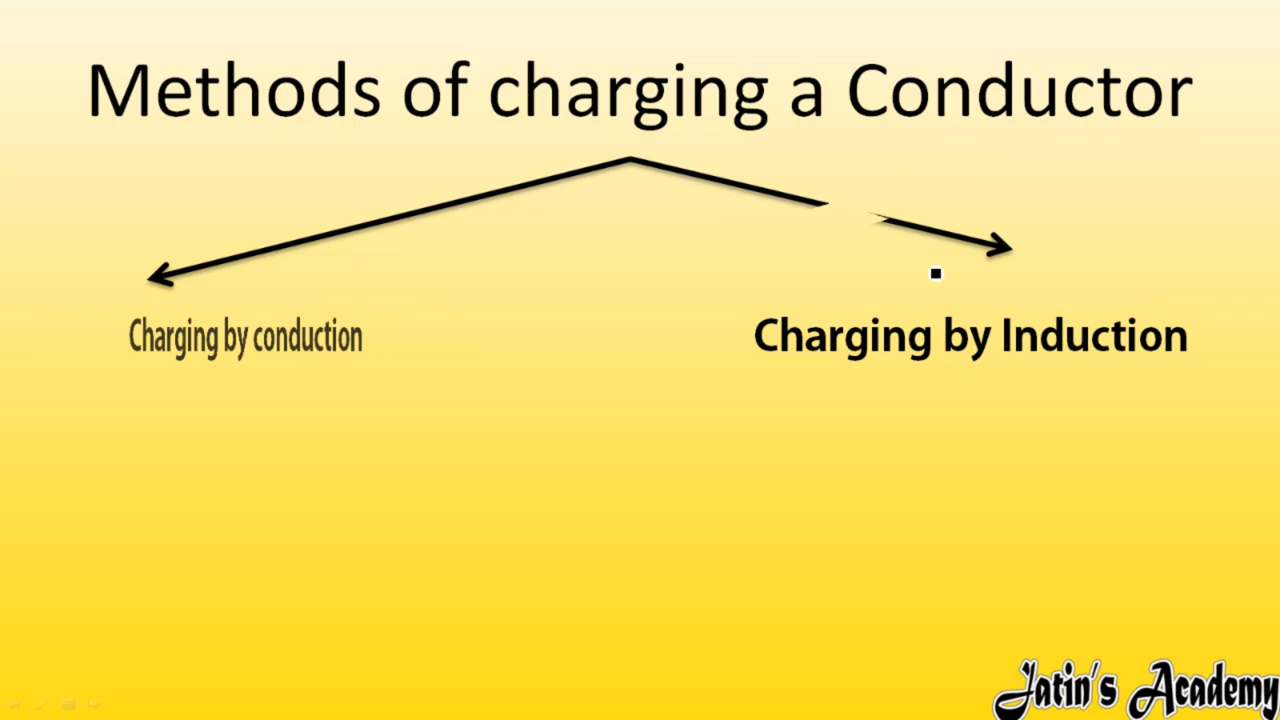 Methods of charging a Conductor
Charging by conduction
Charging by Induction
Jatin's Academy